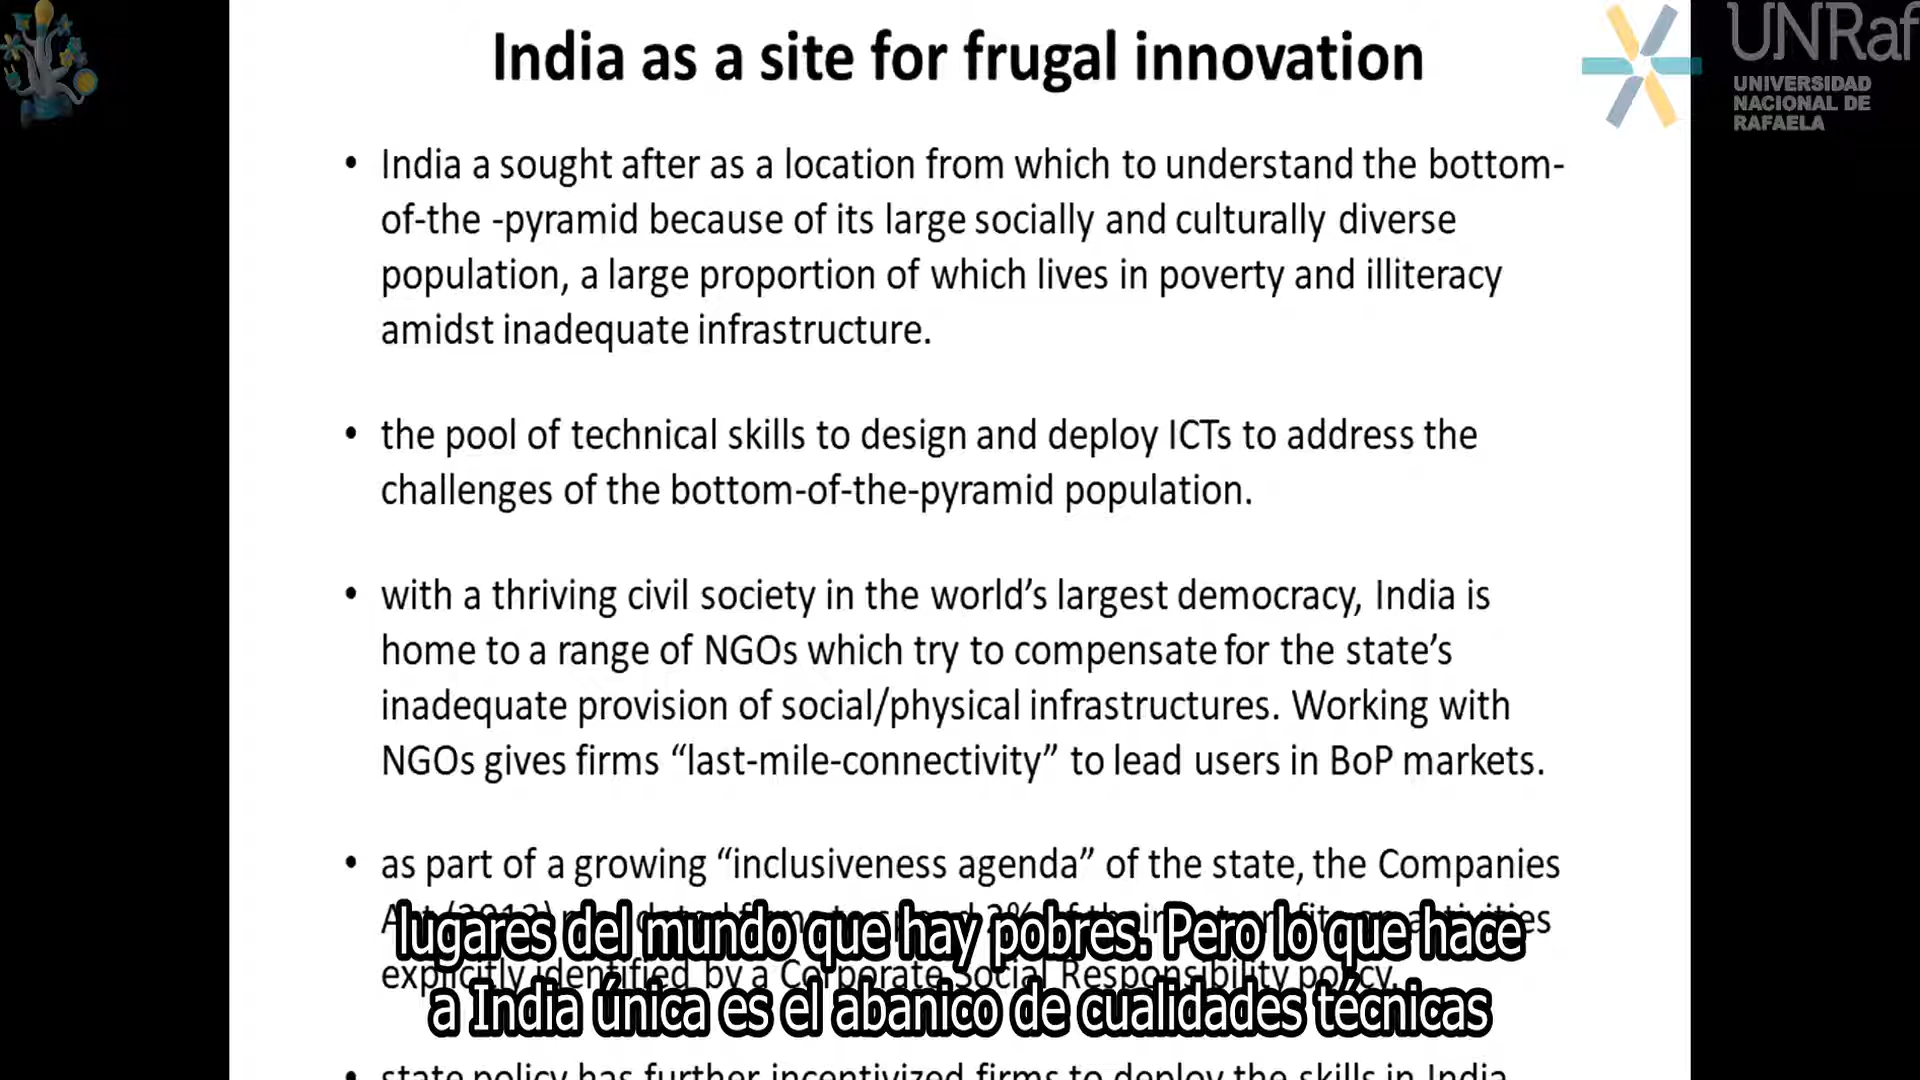 India as a site for frugal innovation
UNRaf
UNIVERSIDAD
NACIONAL DE
RAFAELA
• India a sought after as a location from which to understand the bottom-
of-the -pyramid because of its large socially and culturally diverse
population, a large proportion of which lives in poverty and illiteracy
amidst inadequate infrastructure.
• the pool of technical skills to design and deploy ICTs to address the
challenges of the bottom-of-the-pyramid population.
• with a thriving civil society in the world’s largest democracy, India is
home to a range of NGOs which try to compensate for the state’s
inadequate provision of social/physical infrastructures. Working with
NGOs gives firms “last-mile-connectivity” to lead users in BoP markets.
• as part of a growing “inclusiveness agenda” of the state, the Companies
Act (2013) mandated firms to spend 2% of their net profits on activities
explicitly identified by a Corporate Social Responsibility policy.
lugares del mundo que hay pobres. Pero lo que hace
a India única es el abanico de cualidades técnicas
• state policy has further incentivized firms to deploy the skills in India